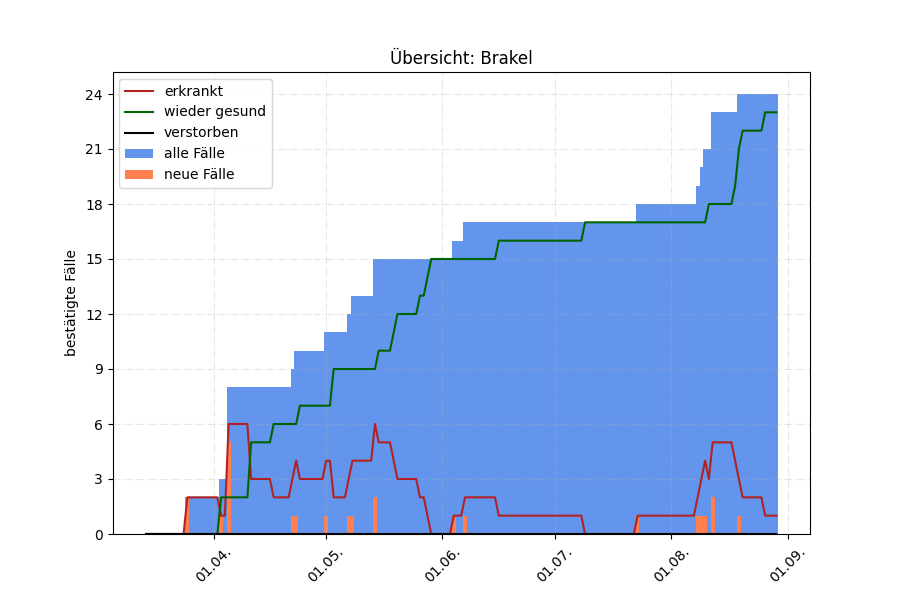 Übersicht: Brakel
erkrankt
wieder gesund
verstorben
alle Fälle
neue Fälle
bestätigte Fälle
24
21
18
15
12
9
6
3
0
01.04.
01.05.
01.06.
01.07.
01.08.
01.09.